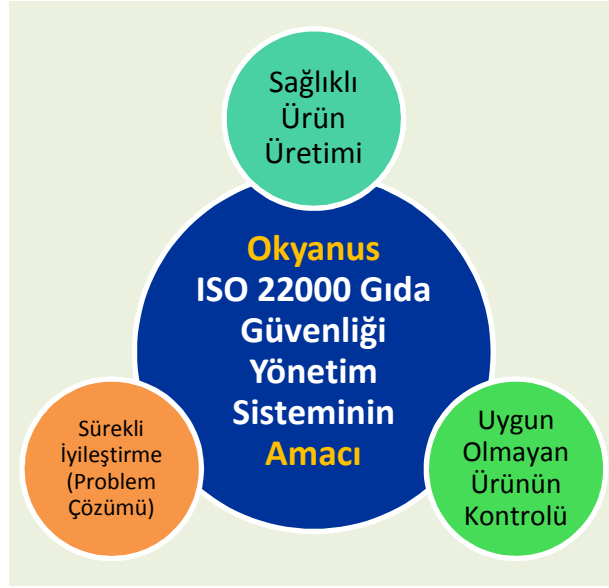 Sağlıklı
Ürün
Üretimi
Okyanus
ISO 22000 Gıda
Güvenliği
Yönetim
Sisteminin
Amacı
Sürekli
İyileştirme
(Problem
Çözümü)
Uygun
Olmayan
Ürünün
Kontrolü